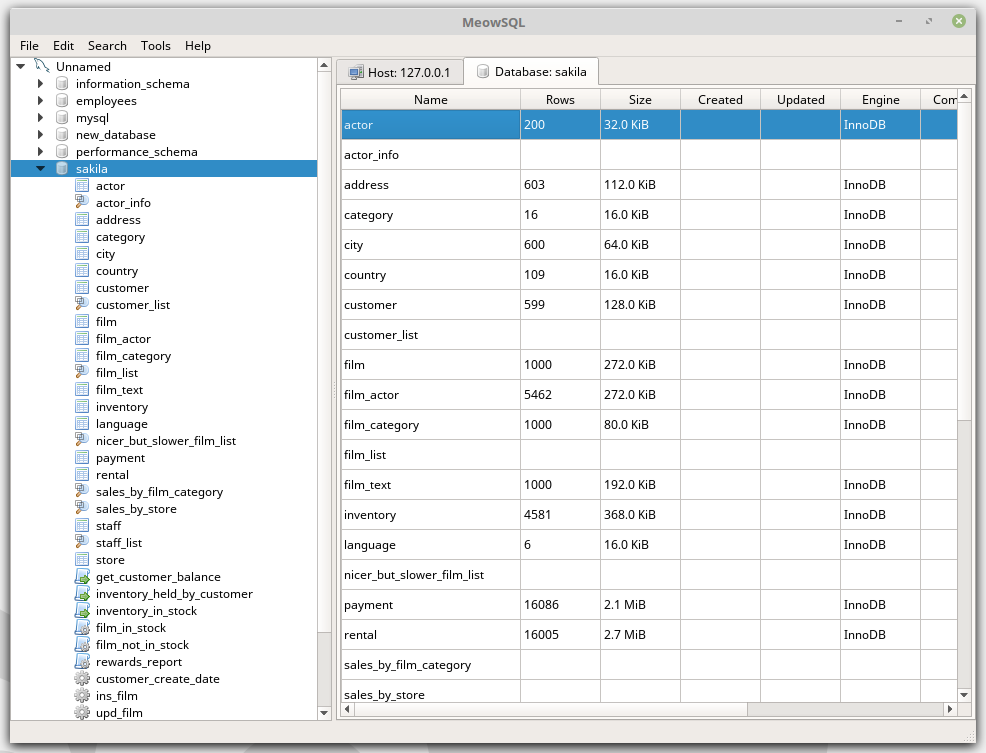 MeowSQL
File Edit Search Tools Help
Unnamed
information_schema
employees
mysql
new_database
performance_schema
sakila
actor
actor_info
address
category
city
country
customer
customer_list
film
film_actor
film_category
film_list
film_text
inventory
language
nicer_but_slower_film_list
payment
rental
sales_by_film_category
sales_by_store
staff
staff_list
store
get_customer_balance
inventory_held_by_customer
inventory_in_stock
film_in_stock
film_not_in_stock
rewards_report
customer_create_date
ins_film
upd_film
Host: 127.0.0.1 Database: sakila
Name Rows Size Created Updated Engine Com
actor 200 32.0 KiB InnoDB
actor_info
address 603 112.0 KiB InnoDB
category 16 16.0 KiB InnoDB
city 600 64.0 KiB InnoDB
country 109 16.0 KiB InnoDB
customer 599 128.0 KiB InnoDB
customer_list
film 1000 272.0 KiB InnoDB
film_actor 5462 272.0 KiB InnoDB
film_category 1000 80.0 KiB InnoDB
film_list
film_text 1000 192.0 KiB InnoDB
inventory 4581 368.0 KiB InnoDB
language 6 16.0 KiB InnoDB
nicer_but_slower_film_list
payment 16086 2.1 MiB InnoDB
rental 16005 2.7 MiB InnoDB
sales_by_film_category
sales_by_store